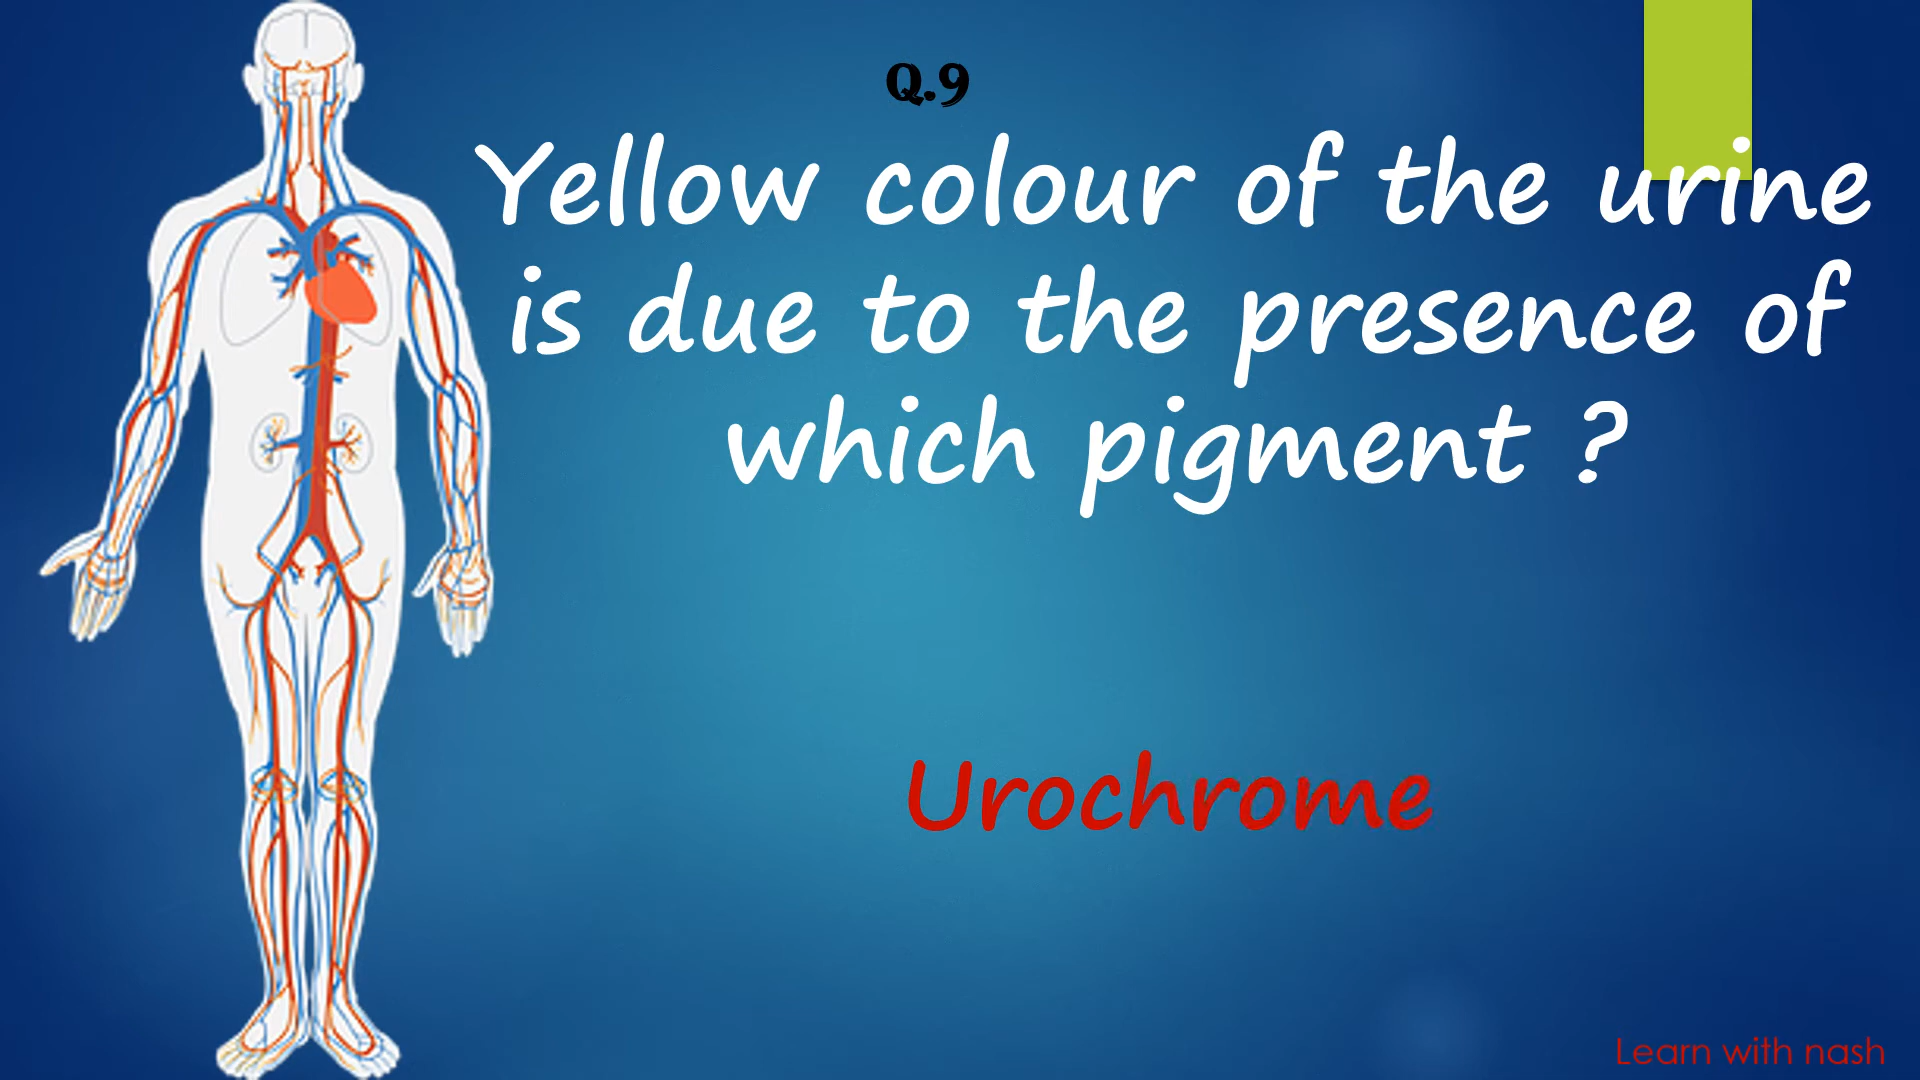 Q.9
Yellow colour of the urine
is due to the presence of
which pigment ?
Urochrome
Learn with nash